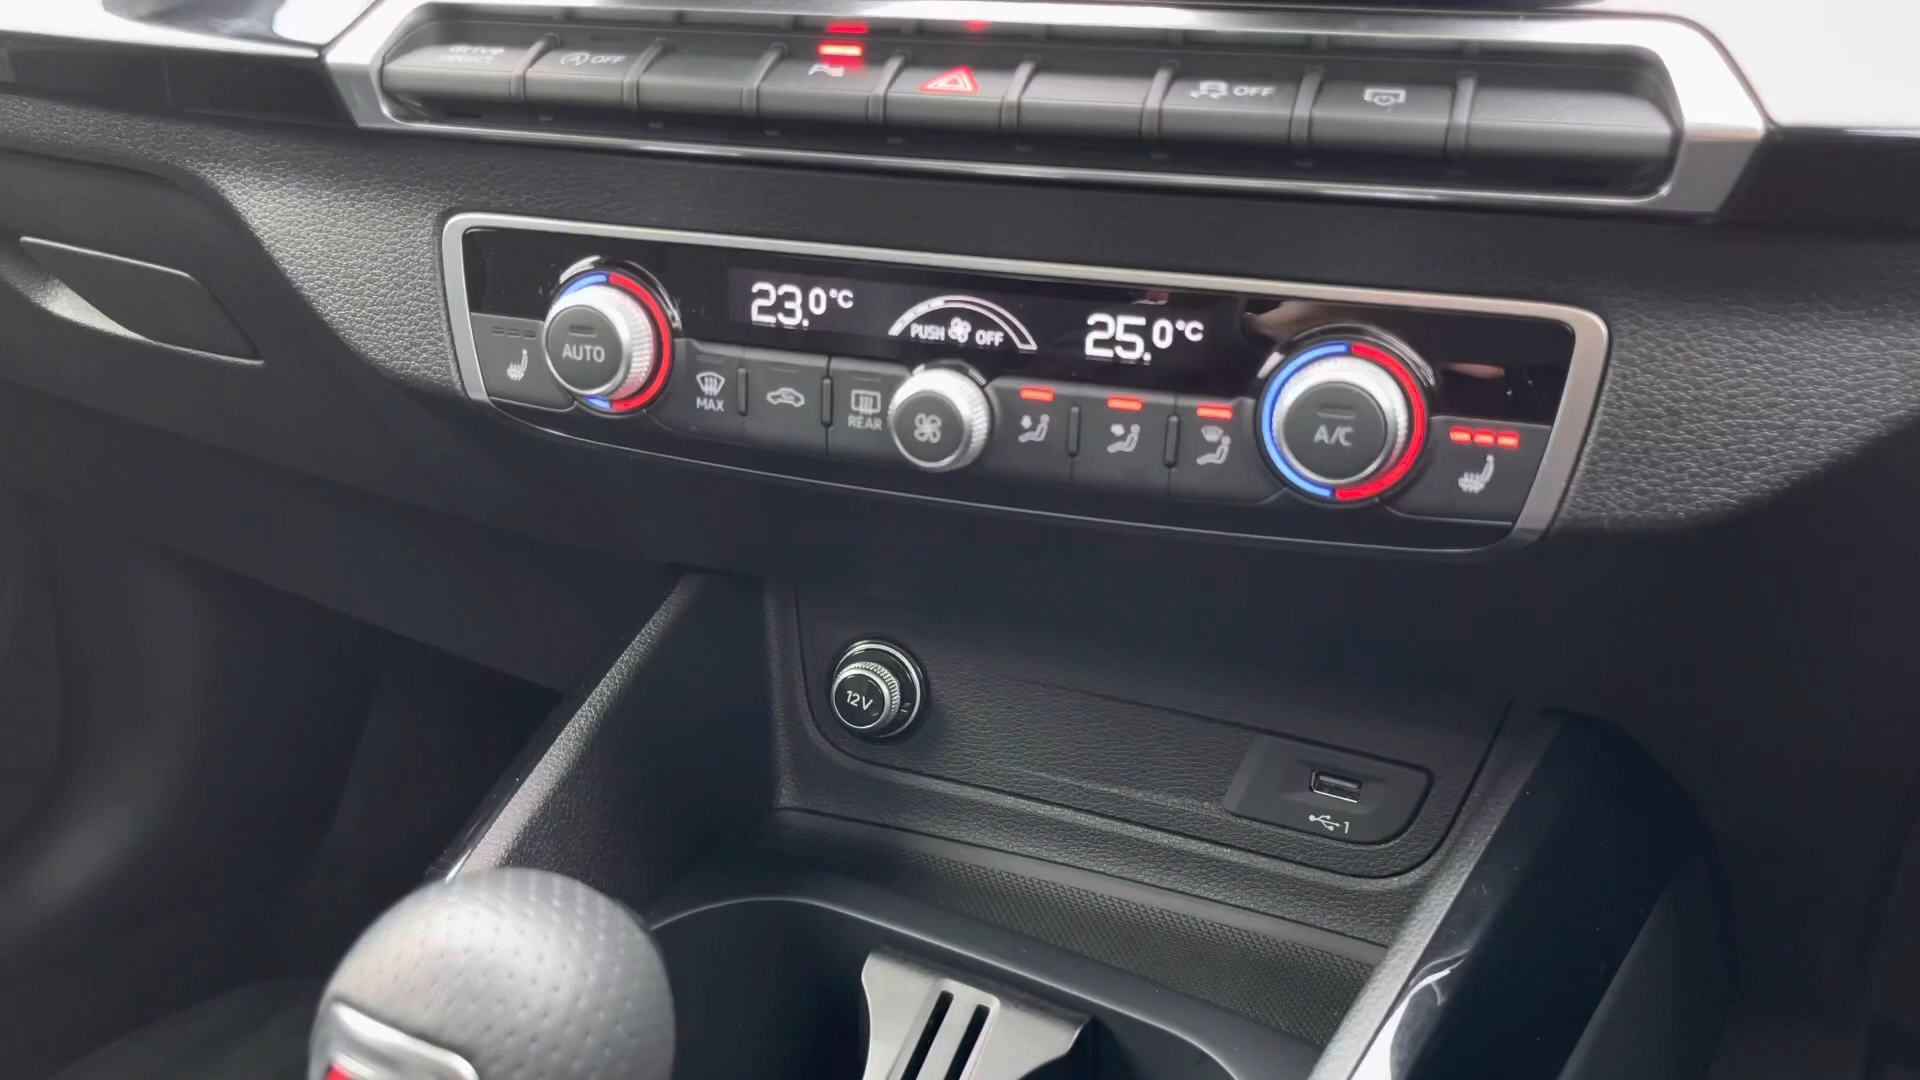 drive
select
OFF
OFF
23.0°C
PUSH OFF
25.0°C
AUTO
MAX
REAR
A/C
12V
1